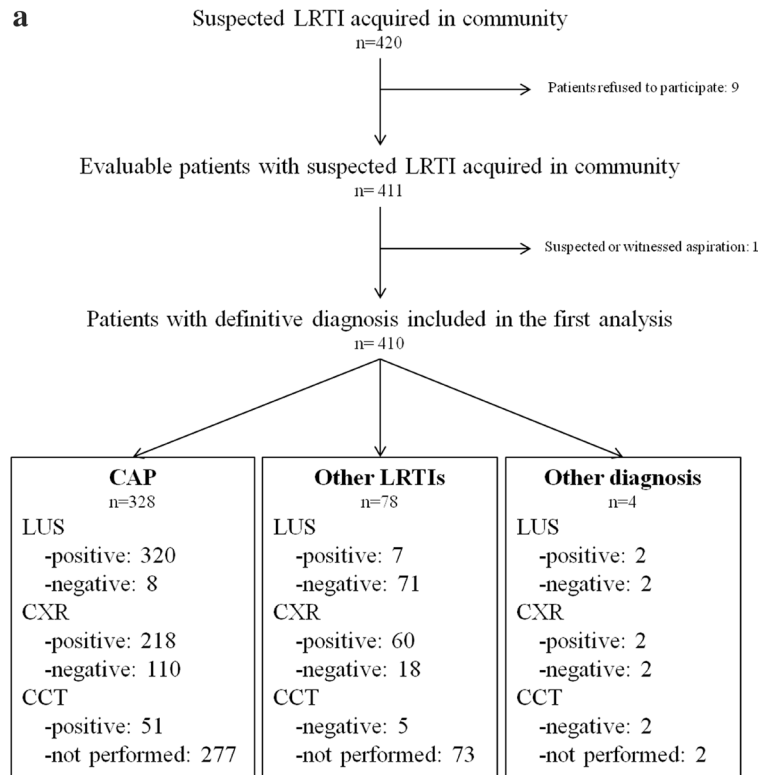 a
Suspected LRTI acquired in community
n=420
Patients refused to participate: 9
Evaluable patients with suspected LRTI acquired in community
n= 411
Suspected or witnessed aspiration: 1
Patients with definitive diagnosis included in the first analysis
n= 410
CAP
n=328
LUS
-positive: 320
-negative: 8
CXR
-positive: 218
-negative: 110
CCT
-positive: 51
-not performed: 277
Other LRTIs
n=78
LUS
-positive: 7
-negative: 71
CXR
-positive: 60
-negative: 18
CCT
-negative: 5
-not performed: 73
Other diagnosis
n=4
LUS
-positive: 2
-negative: 2
CXR
-positive: 2
-negative: 2
CCT
-negative: 2
-not performed: 2